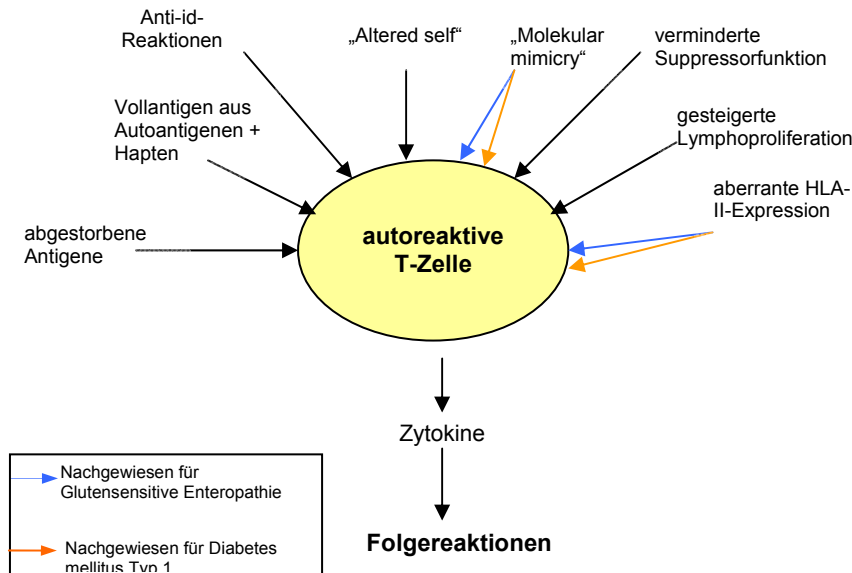 Anti-id-
Reaktionen
„Altered self“
„Molekular
mimicry“
verminderte
Suppressorfunktion
Vollantigen aus
Autoantigenen +
Hapten
gesteigerte
Lymphoproliferation
aberrante HLA-
II-Expression
abgestorbene
Antigene
autoreaktive
T-Zelle
Zytokine
Folgereaktionen
Nachgewiesen für
Glutensensitive Enteropathie
Nachgewiesen für Diabetes
mellitus Typ 1